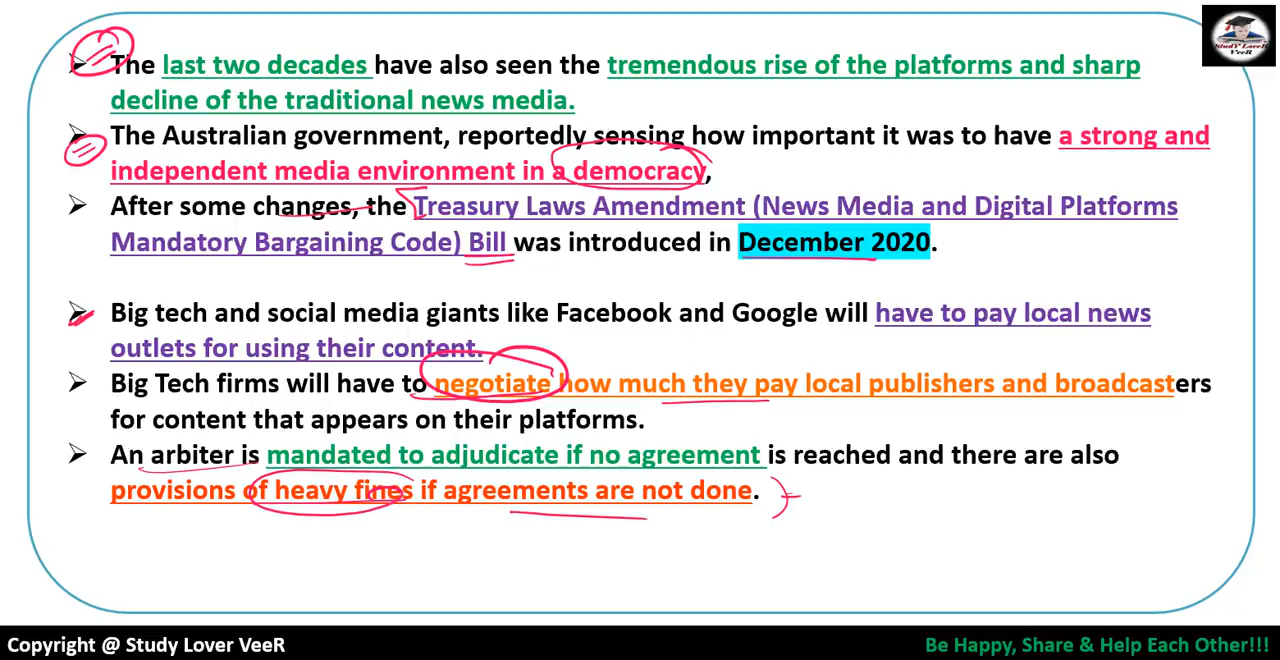 StudY LoveR
VeeR
➢ The last two decades have also seen the tremendous rise of the platforms and sharp
decline of the traditional news media.
➢ The Australian government, reportedly sensing how important it was to have a strong and
independent media environment in a democracy,
➢ After some changes, the Treasury Laws Amendment (News Media and Digital Platforms
Mandatory Bargaining Code) Bill was introduced in December 2020.
➢ Big tech and social media giants like Facebook and Google will have to pay local news
outlets for using their content.
➢ Big Tech firms will have to negotiate how much they pay local publishers and broadcasters
for content that appears on their platforms.
➢ An arbiter is mandated to adjudicate if no agreement is reached and there are also
provisions of heavy fines if agreements are not done.
Copyright @ Study Lover VeeR
Be Happy, Share & Help Each Other!!!